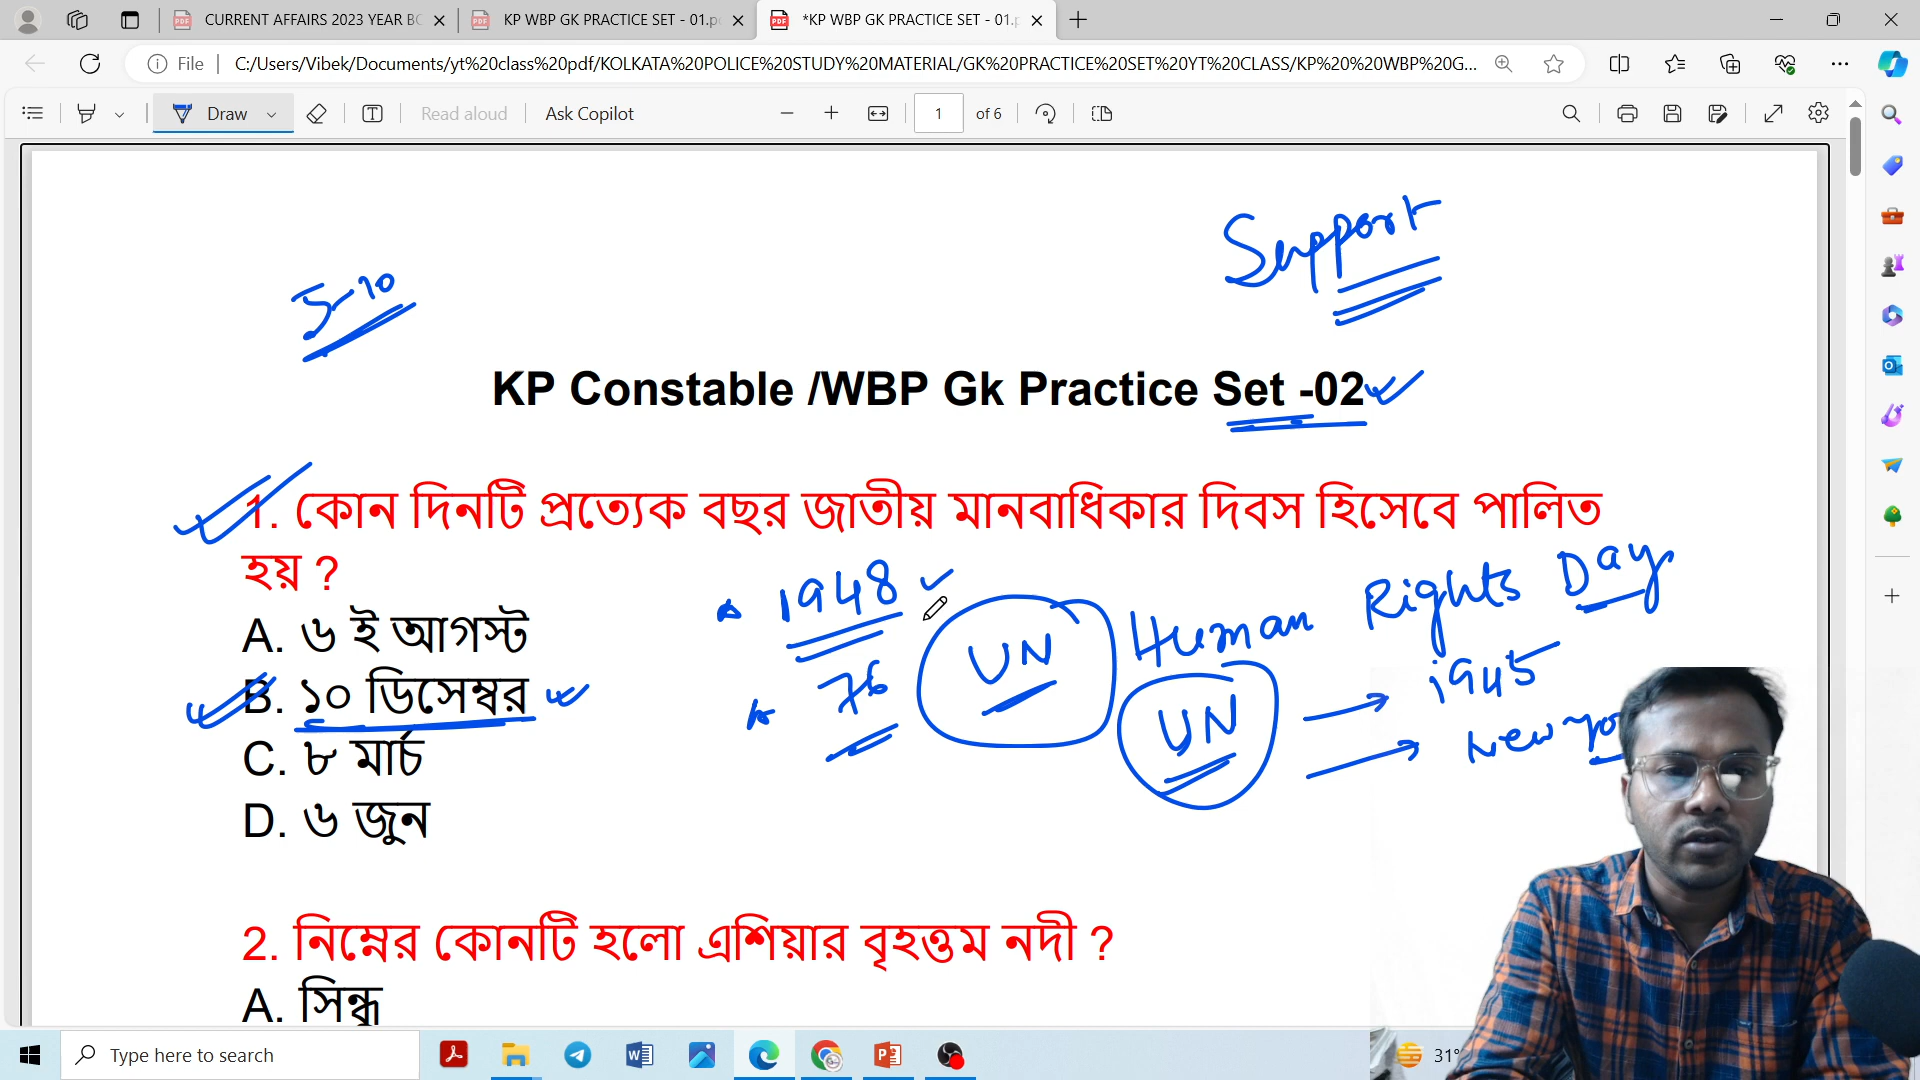 CURRENT AFFAIRS 2023 YEAR BC
KP WBP GK PRACTICE SET - 01.p
*KP WBP GK PRACTICE SET - 01.p
File
C:/Users/Vibek/Documents/yt%20class%20pdf/KOLKATA%20POLICE%20STUDY%20MATERIAL/GK%20PRACTICE%20SET%20YT%20CLASS/KP%20%20WBP%20G...
Draw
Read aloud
Ask Copilot
1 of 6
Support
5-10
KP Constable /WBP Gk Practice Set -02
1. কোন দিনটি প্রত্যেক বছর জাতীয় মানবাধিকার দিবস হিসেবে পালিত
হয় ?
1948
Human Rights Day
A. ৬ ই আগস্ট
UN
76
1945
B. ১০ ডিসেম্বর
UN
New Yo
C. ৮ মার্চ
D. ৬ জুন
2. নিম্নের কোনটি হলো এশিয়ার বৃহত্তম নদী ?
A. সিন্ধু
Type here to search
31°